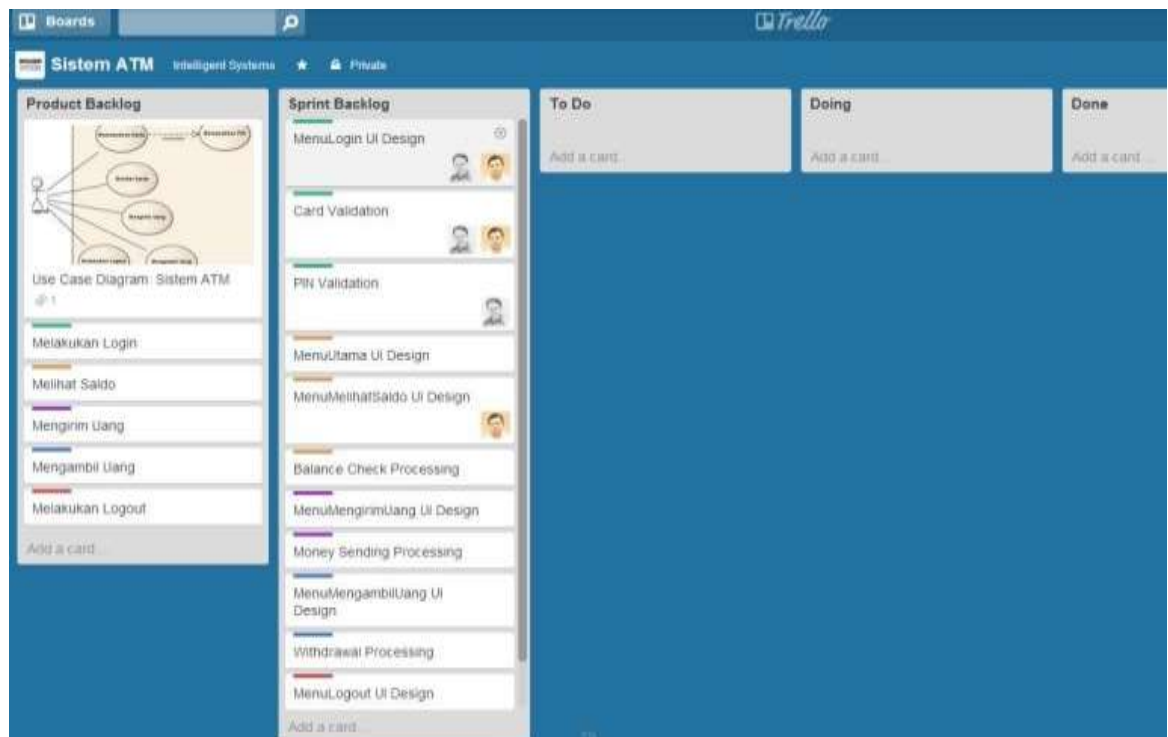 Boards
Trello
Sistem ATM Intelligent Systems Private
Product Backlog
Use Case Diagram: Sistem ATM
1
Melakukan Login
Melihat Saldo
Mengirim Uang
Mengambil Uang
Melakukan Logout
Add a card...
Sprint Backlog
MenuLogin UI Design
Card Validation
PIN Validation
MenuUtama UI Design
MenuMelihatSaldo UI Design
Balance Check Processing
MenuMengirimUang UI Design
Money Sending Processing
MenuMengambilUang UI
Design
Withdrawal Processing
MenuLogout UI Design
Add a card...
To Do
Add a card...
Doing
Add a card...
Done
Add a card...